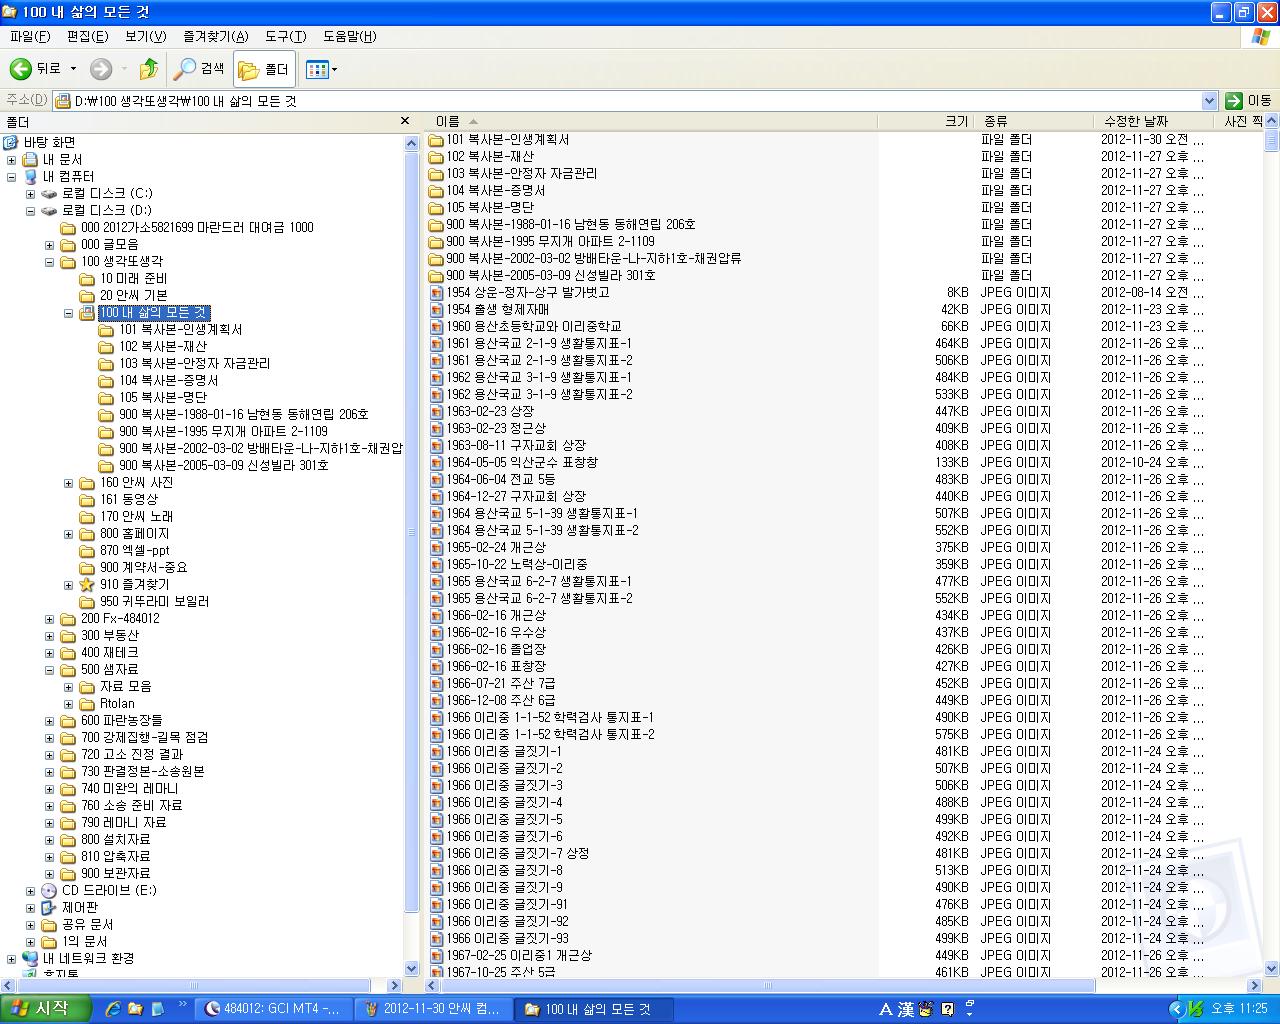 100 내 삶의 모든 것
파일(F) 편집(E) 보기(V) 즐겨찾기(A) 도구(T) 도움말(H)
뒤로 검색 폴더
주소(D) D:\100 생각또생각\100 내 삶의 모든 것 이동
폴더
바탕 화면
내 문서
내 컴퓨터
로컬 디스크 (C:)
로컬 디스크 (D:)
000 2012가소5821699 마란드러 대여금 1000
000 글모음
100 생각또생각
10 미래 준비
20 안씨 기본
100 내 삶의 모든 것
101 복사본-인생계획서
102 복사본-재산
103 복사본-안정자 자금관리
104 복사본-증명서
105 복사본-명단
900 복사본-1988-01-16 남현동 동해연립 206호
900 복사본-1995 무지개 아파트 2-1109
900 복사본-2002-03-02 방배타운-나-지하1호-채권압
900 복사본-2005-03-09 신성빌라 301호
160 안씨 사진
161 동영상
170 안씨 노래
800 홈페이지
870 엑셀-ppt
900 계약서-중요
910 즐겨찾기
950 귀뚜라미 보일러
200 Fx-484012
300 부동산
400 재테크
500 샘자료
자료 모음
Rtolan
600 파란농장들
700 강제집행-길목 점검
720 고소 진정 결과
730 판결정본-소송원본
740 미완의 레마니
760 소송 준비 자료
790 레마니 자료
800 설치자료
810 압축자료
900 보관자료
CD 드라이브 (E:)
제어판
공유 문서
1의 문서
내 네트워크 환경
휴지통
이름 크기 종류 수정한 날짜 사진 찍
101 복사본-인생계획서 파일 폴더 2012-11-30 오전 ...
102 복사본-재산 파일 폴더 2012-11-27 오후 ...
103 복사본-안정자 자금관리 파일 폴더 2012-11-27 오후 ...
104 복사본-증명서 파일 폴더 2012-11-27 오후 ...
105 복사본-명단 파일 폴더 2012-11-27 오후 ...
900 복사본-1988-01-16 남현동 동해연립 206호 파일 폴더 2012-11-27 오후 ...
900 복사본-1995 무지개 아파트 2-1109 파일 폴더 2012-11-27 오후 ...
900 복사본-2002-03-02 방배타운-나-지하1호-채권압류 파일 폴더 2012-11-27 오후 ...
900 복사본-2005-03-09 신성빌라 301호 파일 폴더 2012-11-27 오후 ...
1954 상운-정자-상구 발가벗고 8KB JPEG 이미지 2012-08-14 오전 ...
1954 출생 형제자매 42KB JPEG 이미지 2012-11-23 오후 ...
1960 용산초등학교와 이리중학교 66KB JPEG 이미지 2012-11-23 오후 ...
1961 용산국교 2-1-9 생활통지표-1 464KB JPEG 이미지 2012-11-26 오후 ...
1961 용산국교 2-1-9 생활통지표-2 506KB JPEG 이미지 2012-11-26 오후 ...
1962 용산국교 3-1-9 생활통지표-1 484KB JPEG 이미지 2012-11-26 오후 ...
1962 용산국교 3-1-9 생활통지표-2 533KB JPEG 이미지 2012-11-26 오후 ...
1963-02-23 상장 447KB JPEG 이미지 2012-11-26 오후 ...
1963-02-23 정근상 409KB JPEG 이미지 2012-11-26 오후 ...
1963-08-11 구자교회 상장 408KB JPEG 이미지 2012-11-26 오후 ...
1964-05-05 익산군수 표창창 133KB JPEG 이미지 2012-10-24 오후 ...
1964-06-04 전교 5등 483KB JPEG 이미지 2012-11-26 오후 ...
1964-12-27 구자교회 상장 440KB JPEG 이미지 2012-11-26 오후 ...
1964 용산국교 5-1-39 생활통지표-1 507KB JPEG 이미지 2012-11-26 오후 ...
1964 용산국교 5-1-39 생활통지표-2 552KB JPEG 이미지 2012-11-26 오후 ...
1965-02-24 개근상 375KB JPEG 이미지 2012-11-26 오후 ...
1965-10-22 노력상-이리중 359KB JPEG 이미지 2012-11-26 오후 ...
1965 용산국교 6-2-7 생활통지표-1 477KB JPEG 이미지 2012-11-26 오후 ...
1965 용산국교 6-2-7 생활통지표-2 552KB JPEG 이미지 2012-11-26 오후 ...
1966-02-16 개근상 434KB JPEG 이미지 2012-11-26 오후 ...
1966-02-16 우수상 437KB JPEG 이미지 2012-11-26 오후 ...
1966-02-16 졸업장 426KB JPEG 이미지 2012-11-26 오후 ...
1966-02-16 표창장 427KB JPEG 이미지 2012-11-26 오후 ...
1966-07-21 주산 7급 452KB JPEG 이미지 2012-11-26 오후 ...
1966-12-08 주산 6급 449KB JPEG 이미지 2012-11-26 오후 ...
1966 이리중 1-1-52 학력검사 통지표-1 490KB JPEG 이미지 2012-11-26 오후 ...
1966 이리중 1-1-52 학력검사 통지표-2 575KB JPEG 이미지 2012-11-26 오후 ...
1966 이리중 글짓기-1 481KB JPEG 이미지 2012-11-24 오후 ...
1966 이리중 글짓기-2 507KB JPEG 이미지 2012-11-24 오후 ...
1966 이리중 글짓기-3 506KB JPEG 이미지 2012-11-24 오후 ...
1966 이리중 글짓기-4 488KB JPEG 이미지 2012-11-24 오후 ...
1966 이리중 글짓기-5 499KB JPEG 이미지 2012-11-24 오후 ...
1966 이리중 글짓기-6 492KB JPEG 이미지 2012-11-24 오후 ...
1966 이리중 글짓기-7 상정 481KB JPEG 이미지 2012-11-24 오후 ...
1966 이리중 글짓기-8 513KB JPEG 이미지 2012-11-24 오후 ...
1966 이리중 글짓기-9 490KB JPEG 이미지 2012-11-24 오후 ...
1966 이리중 글짓기-91 476KB JPEG 이미지 2012-11-24 오후 ...
1966 이리중 글짓기-92 485KB JPEG 이미지 2012-11-24 오후 ...
1966 이리중 글짓기-93 499KB JPEG 이미지 2012-11-24 오후 ...
1967-02-25 이리중1 개근상 449KB JPEG 이미지 2012-11-26 오후 ...
1967-10-25 주산 5급 461KB JPEG 이미지 2012-11-26 오후 ...
시작 484012: GCI MT4 -... 2012-11-30 안씨 컴... 100 내 삶의 모든 것 A 漢 오후 11:25